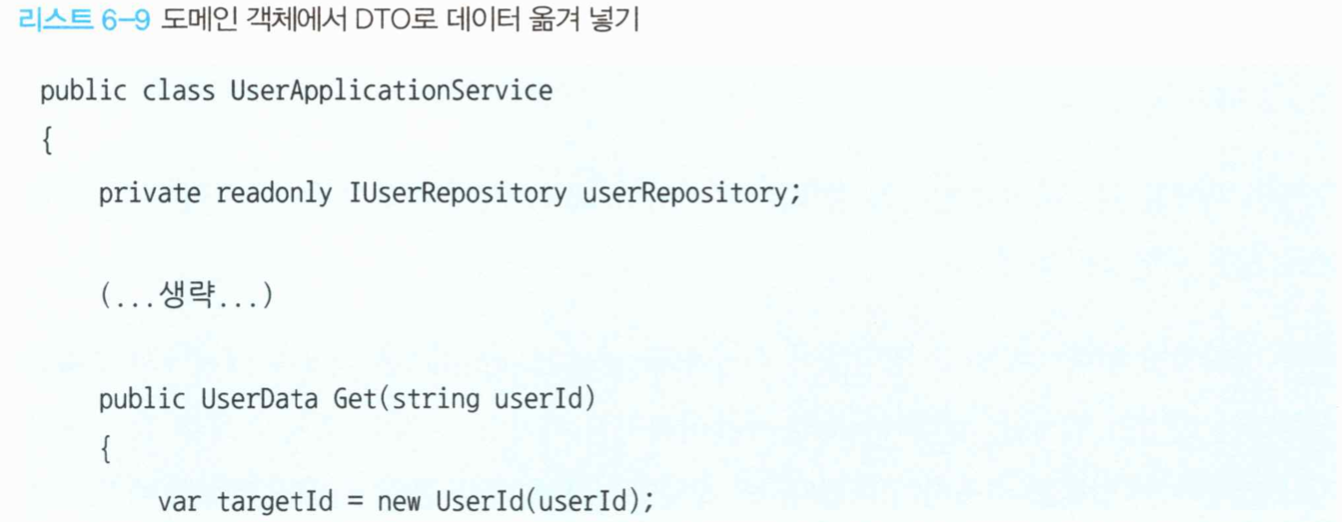 리스트 6-9 도메인 객체에서 DTO로 데이터 옮겨 넣기
public class UserApplicationService
{
    private readonly IUserRepository userRepository;
    (...생략...)
    public UserData Get(string userId)
    {
        var targetId = new UserId(userId);